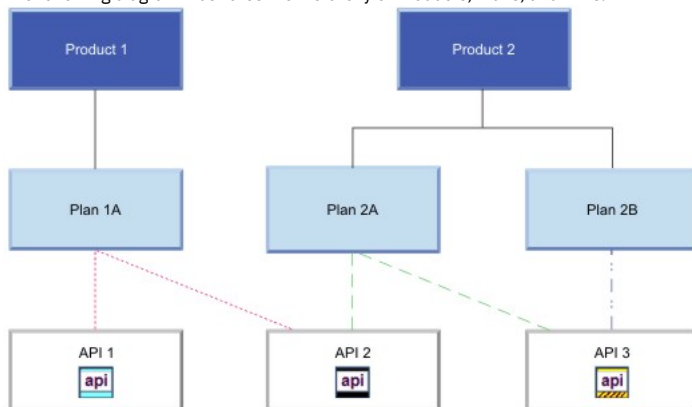 Product 1
Product 2
Plan 1A
Plan 2A
Plan 2B
API 1
API 2
API 3
api
api
api